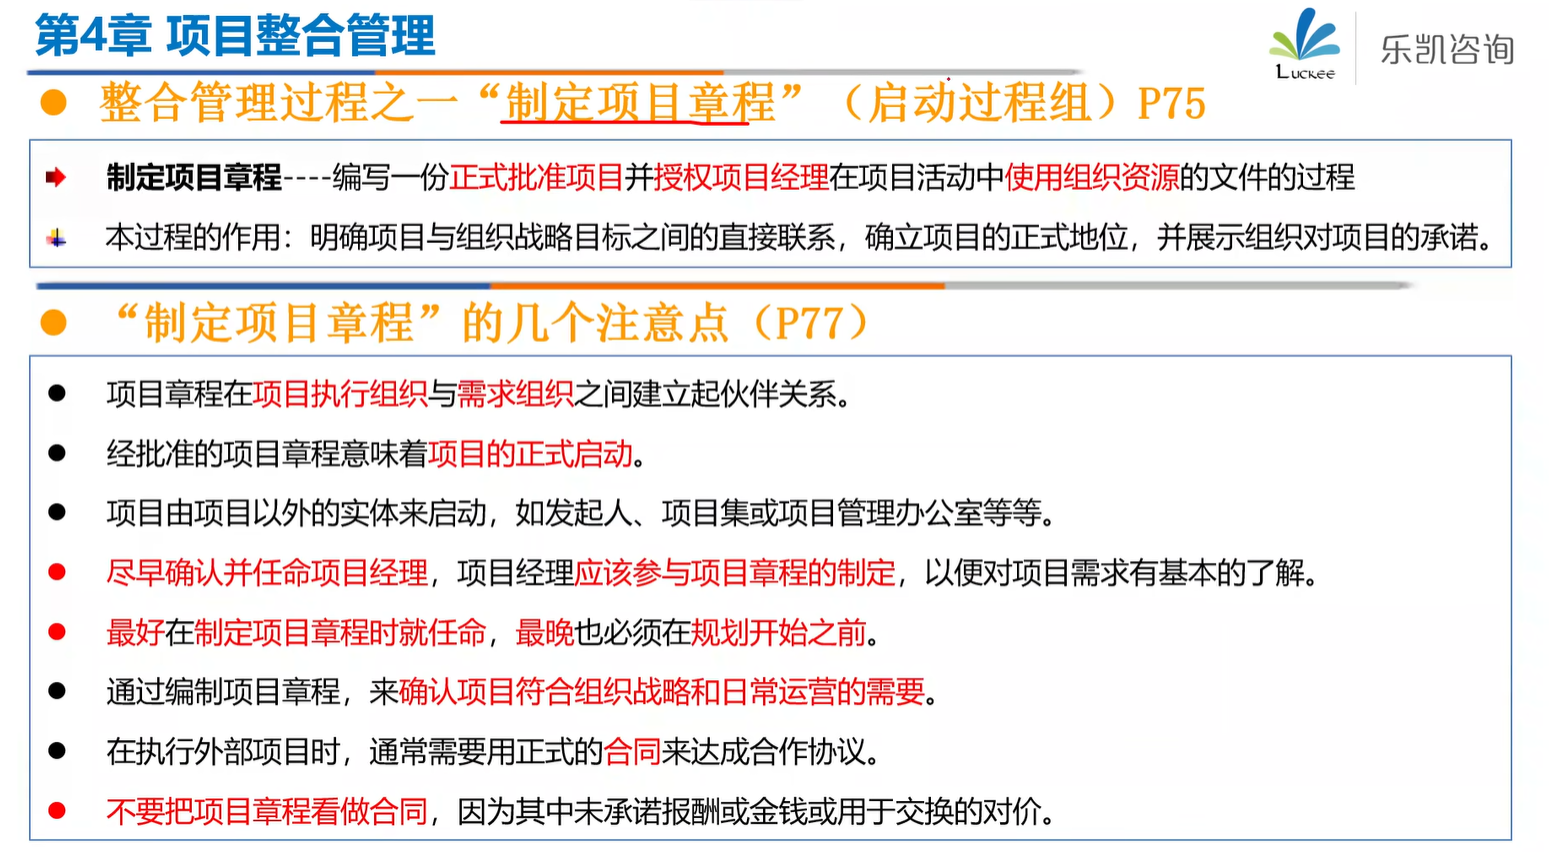 第4章 项目整合管理
Luckee
乐凯咨询
整合管理过程之一“制定项目章程”（启动过程组）P75
制定项目章程----编写一份正式批准项目并授权项目经理在项目活动中使用组织资源的文件的过程
本过程的作用：明确项目与组织战略目标之间的直接联系，确立项目的正式地位，并展示组织对项目的承诺。
“制定项目章程”的几个注意点（P77）
项目章程在项目执行组织与需求组织之间建立起伙伴关系。
经批准的项目章程意味着项目的正式启动。
项目由项目以外的实体来启动，如发起人、项目集或项目管理办公室等等。
尽早确认并任命项目经理，项目经理应该参与项目章程的制定，以便对项目需求有基本的了解。
最好在制定项目章程时就任命，最晚也必须在规划开始之前。
通过编制项目章程，来确认项目符合组织战略和日常运营的需要。
在执行外部项目时，通常需要用正式的合同来达成合作协议。
不要把项目章程看做合同，因为其中未承诺报酬或金钱或用于交换的对价。